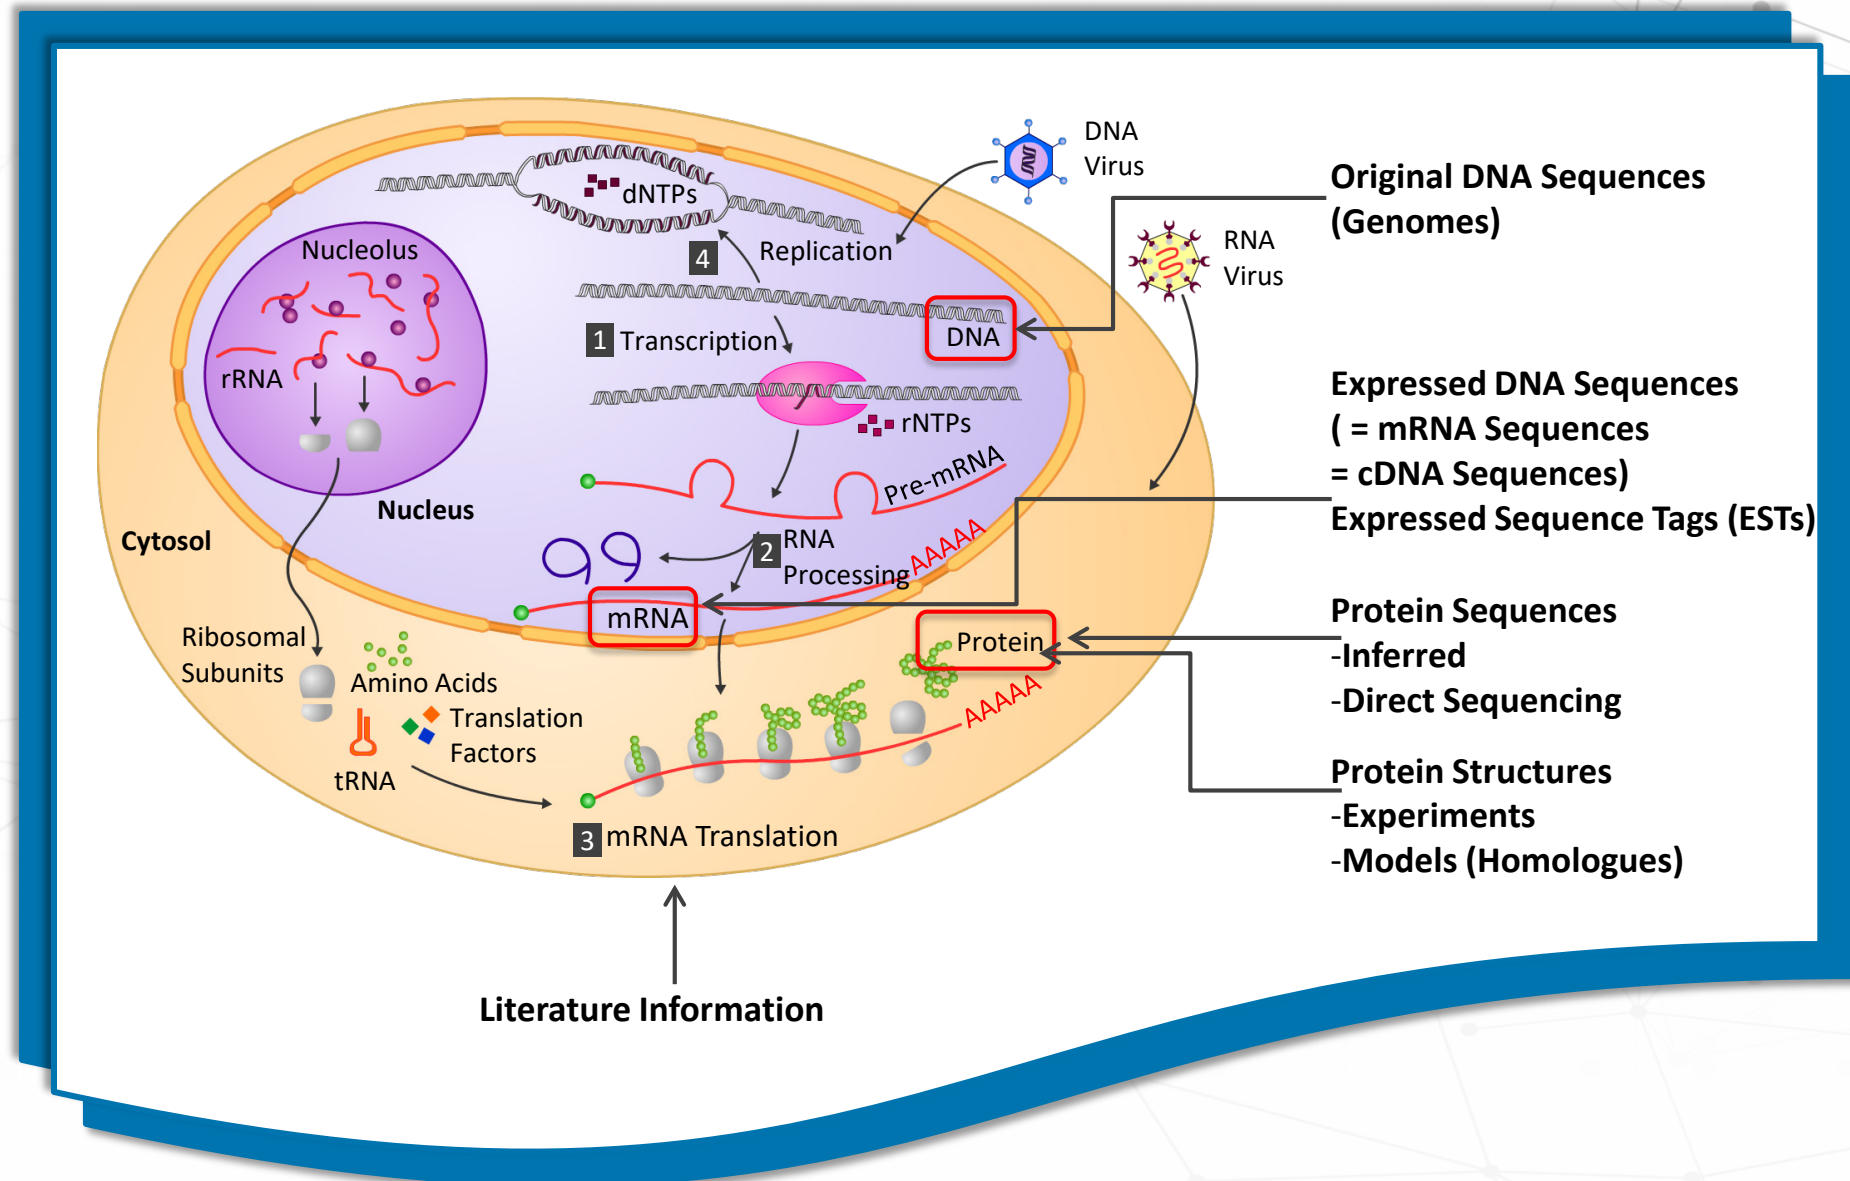 DNA
Virus
Original DNA Sequences
(Genomes)
dNTPs
Nucleolus
4
Replication
RNA
Virus
1 Transcription
DNA
rRNA
rNTPs
Expressed DNA Sequences
( = mRNA Sequences
= cDNA Sequences)
Expressed Sequence Tags (ESTs)
Pre-mRNA
Nucleus
Cytosol
2 RNA
Processing
AAAAA
mRNA
Protein
Protein Sequences
-Inferred
-Direct Sequencing
Ribosomal
Subunits
Amino Acids
Translation
Factors
tRNA
AAAAA
Protein Structures
-Experiments
-Models (Homologues)
3 mRNA Translation
Literature Information